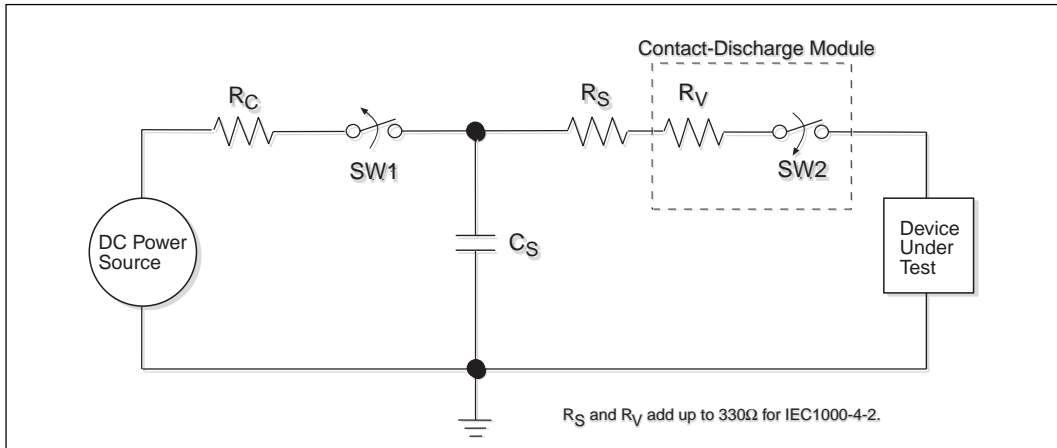 Contact-Discharge Module
RC
RS
RV
SW1
SW2
CS
DC Power
Source
Device
Under
Test
RS and RV add up to 330Ω for IEC1000-4-2.